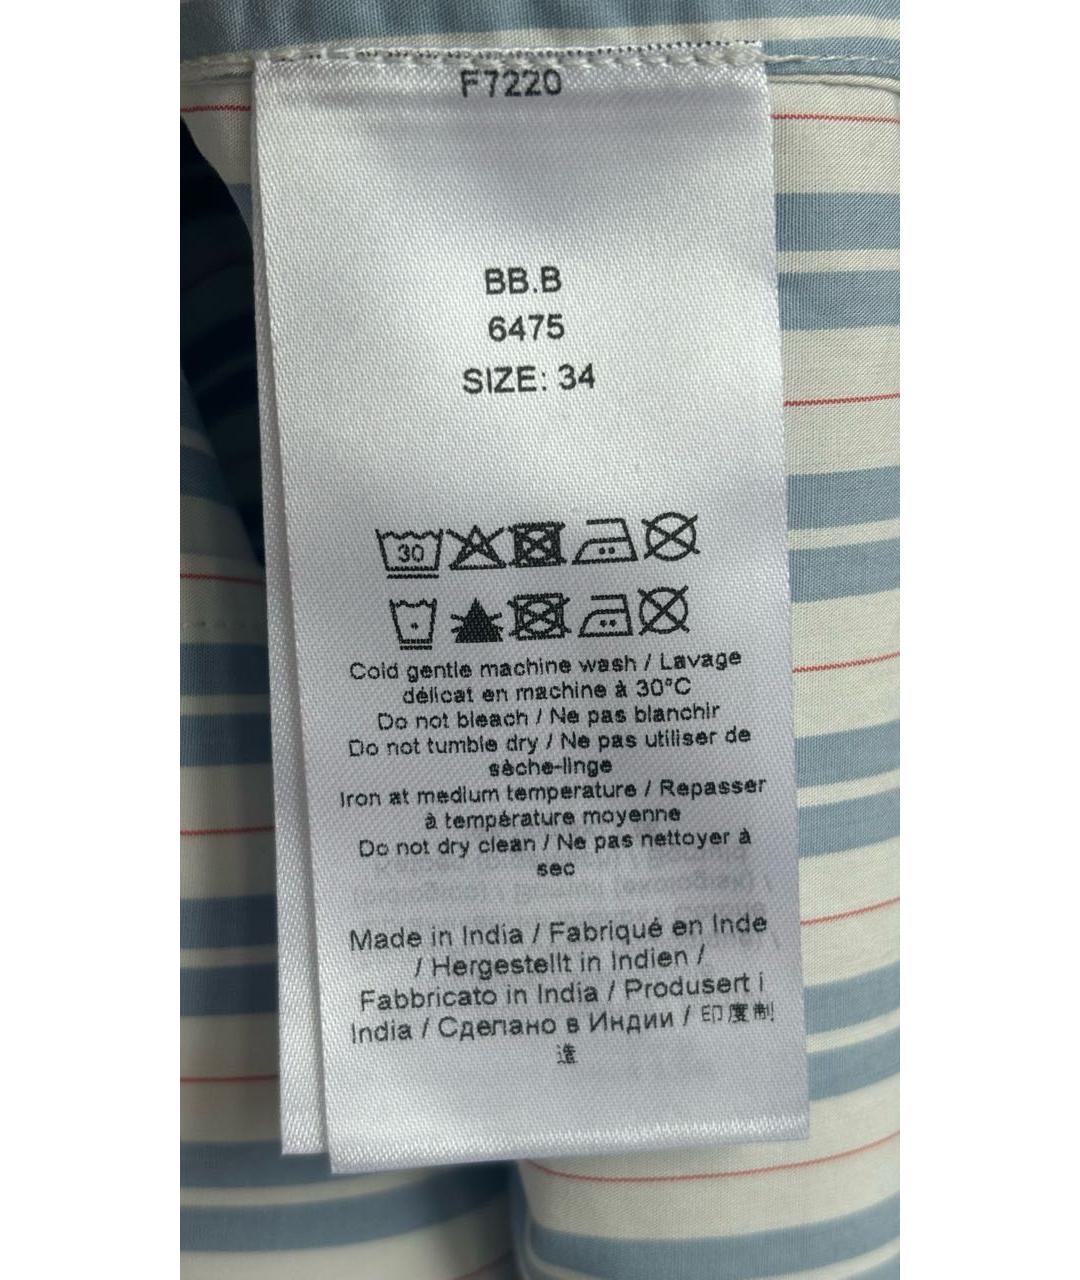 F7220
BB.B
6475
SIZE: 34
30
Cold gentle machine wash / Lavage
délicat en machine à 30°C
Do not bleach / Ne pas blanchir
Do not tumble dry / Ne pas utiliser de
sèche-linge
Iron at medium temperature / Repasser
à température moyenne
Do not dry clean / Ne pas nettoyer à
sec
Made in India / Fabriqué en Inde
/ Hergestellt in Indien /
Fabbricato in India / Produsert i
India / Сделано в Индии / 印度制
造